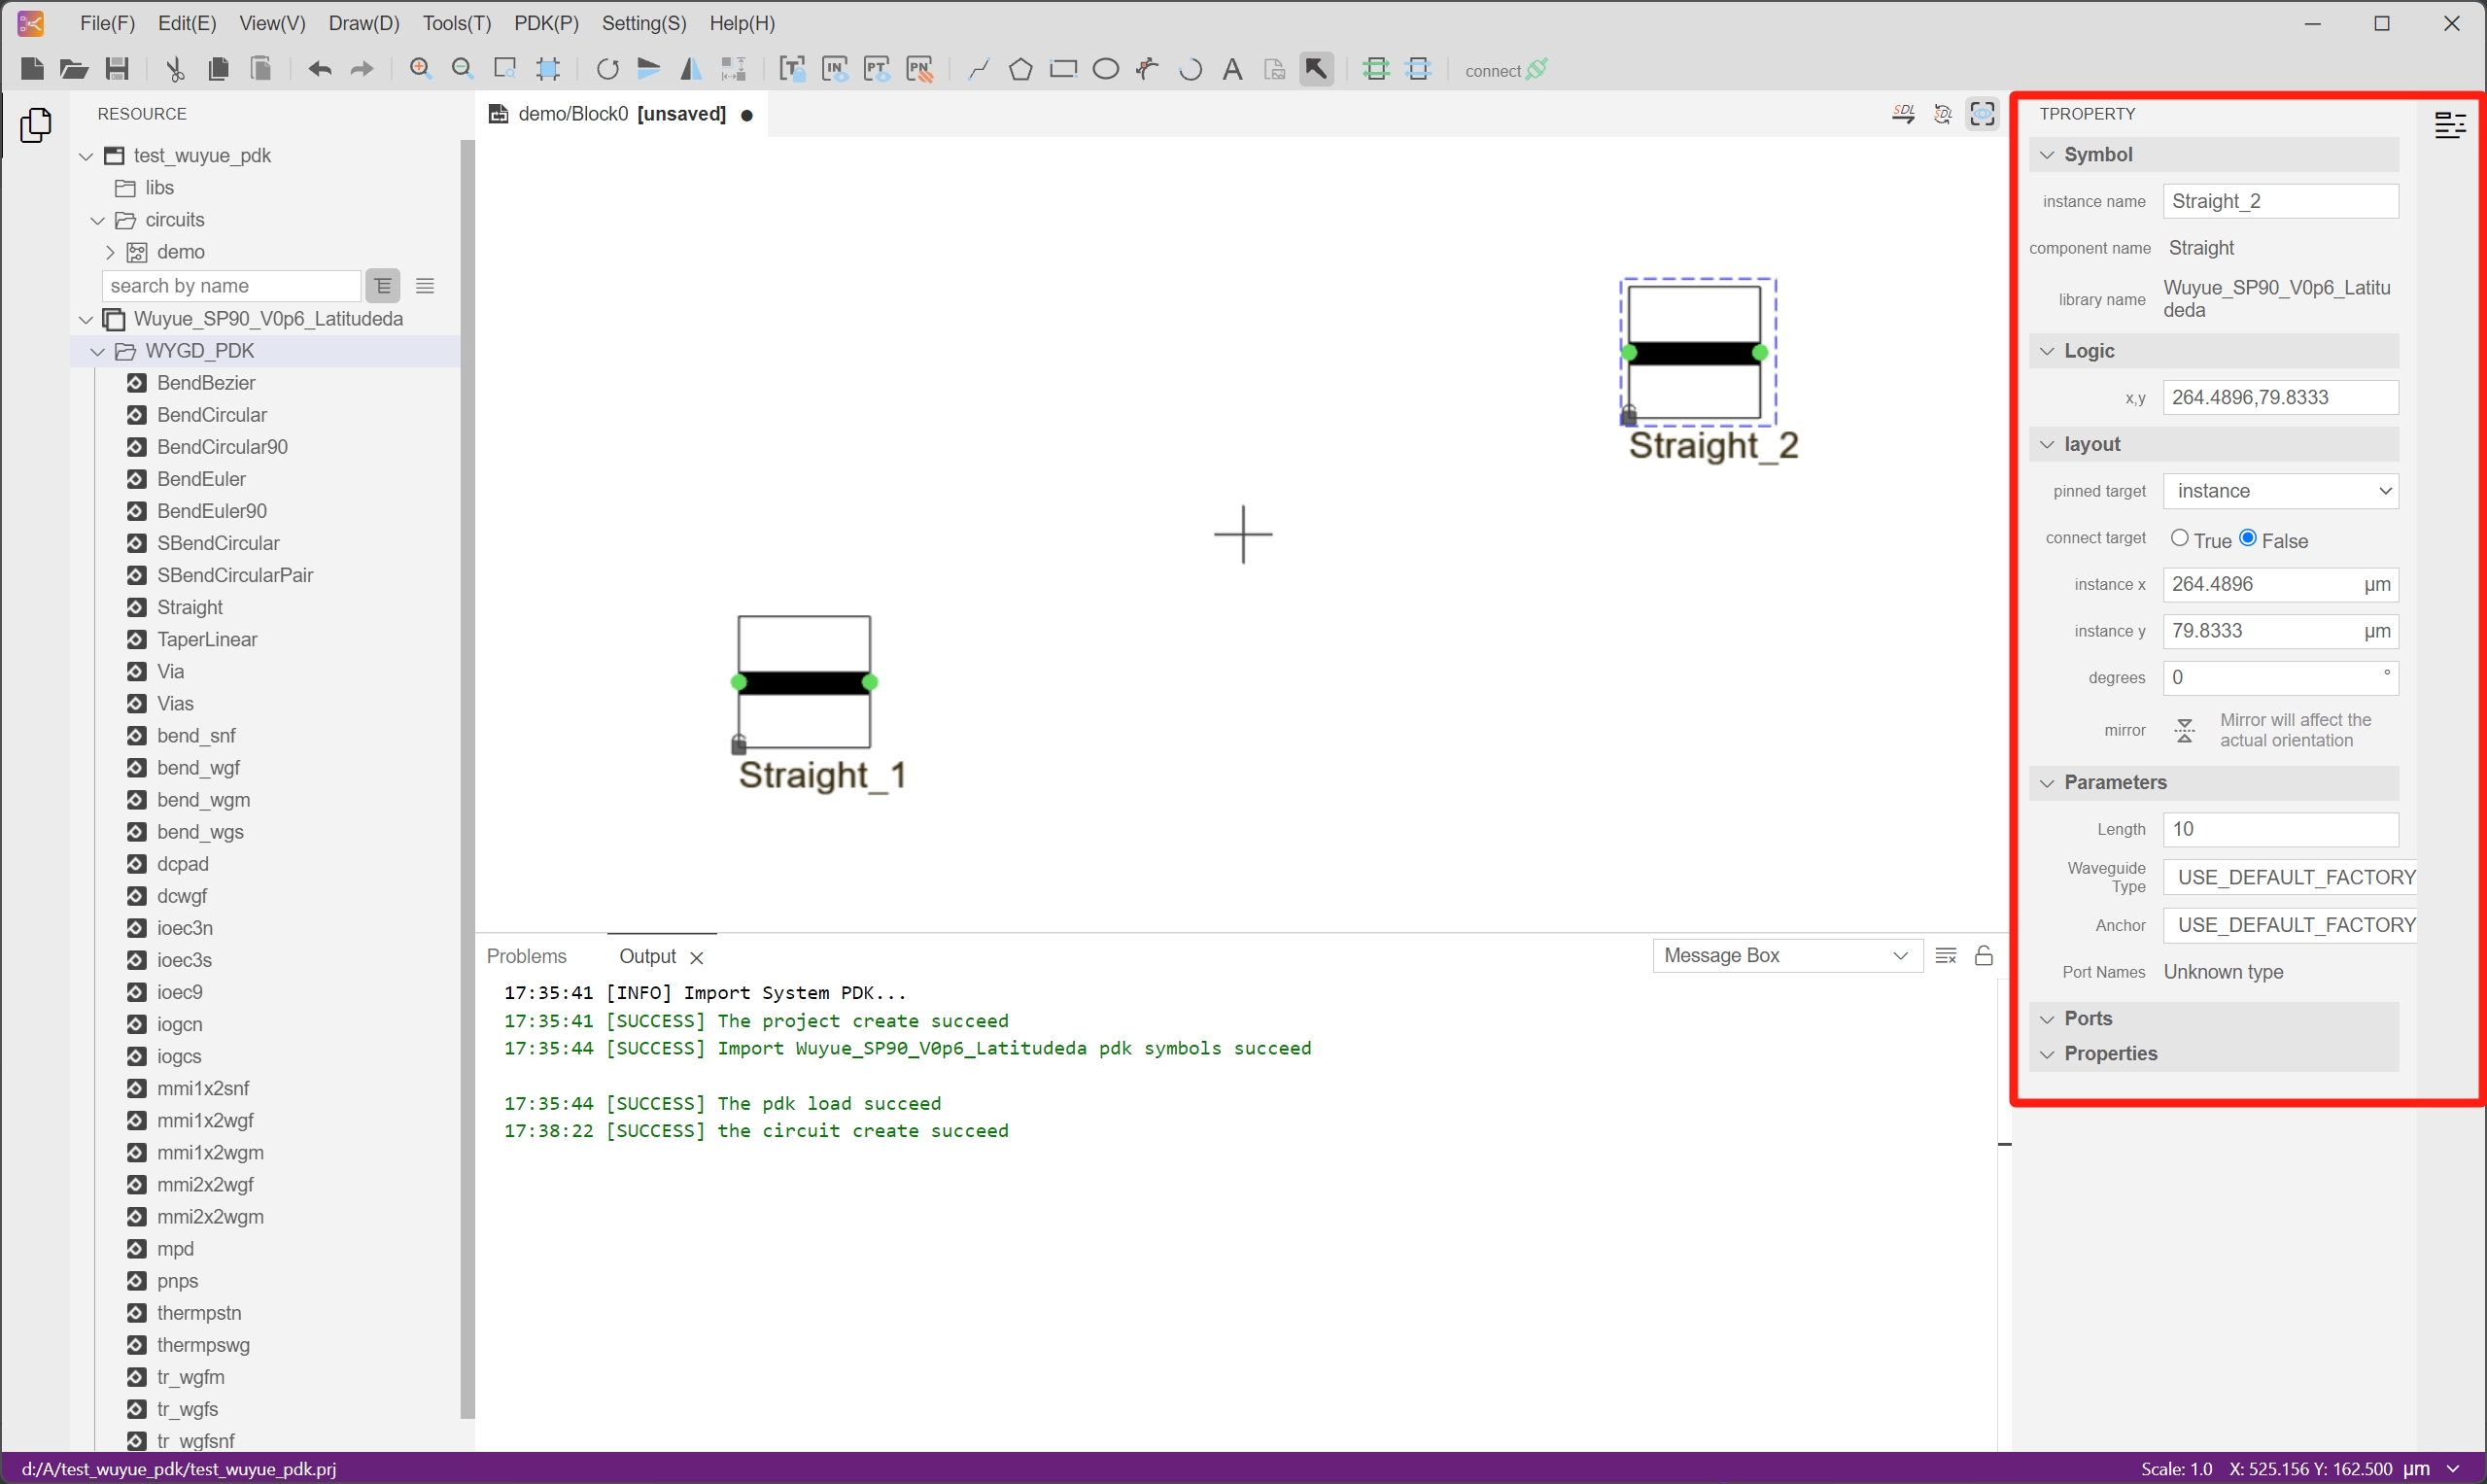 File(F) Edit(E) View(V) Draw(D) Tools(T) PDK(P) Setting(S) Help(H)
connect
RESOURCE
test_wuyue_pdk
libs
circuits
demo
search by name
Wuyue_SP90_V0p6_Latitudeda
WYGD_PDK
BendBezier
BendCircular
BendCircular90
BendEuler
BendEuler90
SBendCircular
SBendCircularPair
Straight
TaperLinear
Via
Vias
bend_snf
bend_wgf
bend_wgm
bend_wgs
dcpad
dcwgf
ioec3n
ioec3s
ioec9
iogcn
iogcs
mmi1x2snf
mmi1x2wgf
mmi1x2wgm
mmi2x2wgf
mmi2x2wgm
mpd
pnps
thermpstn
thermpswg
tr_wgfm
tr_wgfs
tr_wgfsnf
demo/Block0 [unsaved]
SDL
SDL
Straight_2
Straight_1
Problems Output
Message Box
17:35:41 [INFO] Import System PDK...
17:35:41 [SUCCESS] The project create succeed
17:35:44 [SUCCESS] Import Wuyue_SP90_V0p6_Latitudeda pdk symbols succeed
17:35:44 [SUCCESS] The pdk load succeed
17:38:22 [SUCCESS] the circuit create succeed
TPROPERTY
Symbol
instance name Straight_2
component name Straight
library name Wuyue_SP90_V0p6_Latitu
deda
Logic
x,y 264.4896,79.8333
layout
pinned target instance
connect target True False
instance x 264.4896 μm
instance y 79.8333 μm
degrees 0 °
mirror Mirror will affect the
actual orientation
Parameters
Length 10
Waveguide
Type USE_DEFAULT_FACTORY
Anchor USE_DEFAULT_FACTORY
Port Names Unknown type
Ports
Properties
d:/A/test_wuyue_pdk/test_wuyue_pdk.prj
Scale: 1.0 X: 525.156 Y: 162.500 μm